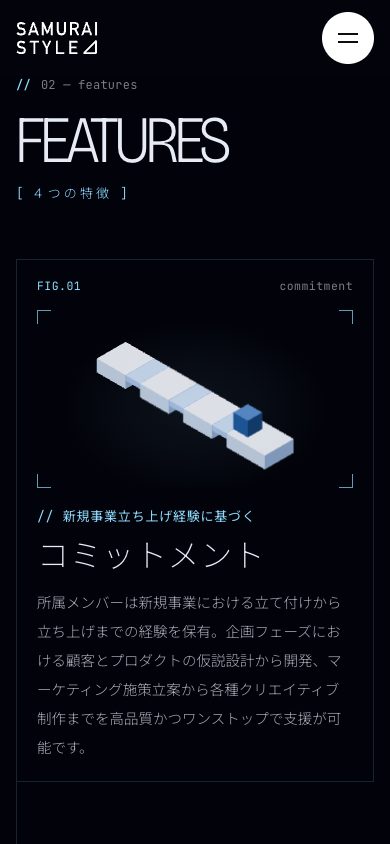 SAMURAI
STYLE
// 02 — features
FEATURES
[ 4つの特徴 ]
FIG.01
commitment
// 新規事業立ち上げ経験に基づく
コミットメント
所属メンバーは新規事業における立て付けから
立ち上げまでの経験を保有。企画フェーズにお
ける顧客とプロダクトの仮説設計から開発、マ
ーケティング施策立案から各種クリエイティブ
制作までを高品質かつワンストップで支援が可
能です。